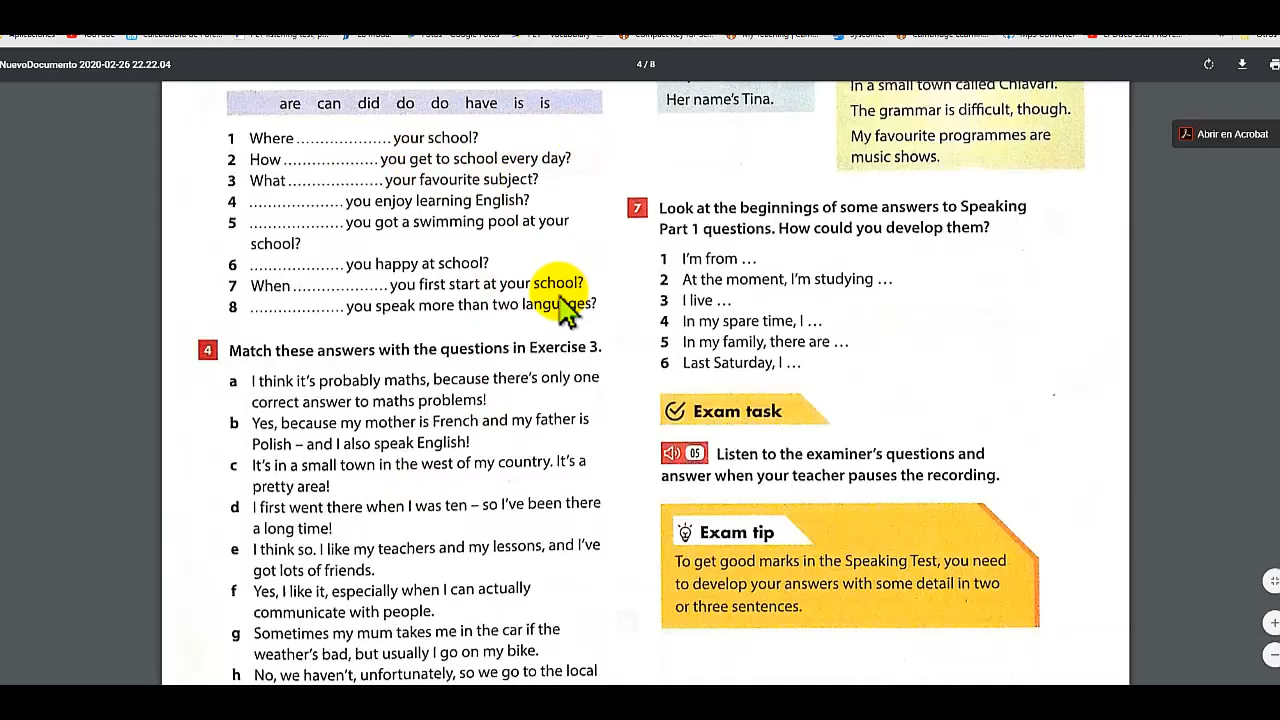 NuevoDocumento 2020-02-26 22.22.04
4 / 8
Abrir en Acrobat
are can did do do have is is
1 Where .................... your school?
2 How .................... you get to school every day?
3 What .................... your favourite subject?
4 .................... you enjoy learning English?
5 .................... you got a swimming pool at your
school?
6 .................... you happy at school?
7 When .................... you first start at your school?
8 .................... you speak more than two languages?
4 Match these answers with the questions in Exercise 3.
a I think it's probably maths, because there's only one
correct answer to maths problems!
b Yes, because my mother is French and my father is
Polish – and I also speak English!
c It's in a small town in the west of my country. It's a
pretty area!
d I first went there when I was ten – so I've been there
a long time!
e I think so. I like my teachers and my lessons, and I've
got lots of friends.
f Yes, I like it, especially when I can actually
communicate with people.
g Sometimes my mum takes me in the car if the
weather's bad, but usually I go on my bike.
h No, we haven't, unfortunately, so we go to the local
Her name's Tina.
In a small town called Chiavari.
The grammar is difficult, though.
My favourite programmes are
music shows.
7 Look at the beginnings of some answers to Speaking
Part 1 questions. How could you develop them?
1 I'm from ...
2 At the moment, I'm studying ...
3 I live ...
4 In my spare time, I ...
5 In my family, there are ...
6 Last Saturday, I ...
Exam task
05 Listen to the examiner's questions and
answer when your teacher pauses the recording.
Exam tip
To get good marks in the Speaking Test, you need
to develop your answers with some detail in two
or three sentences.